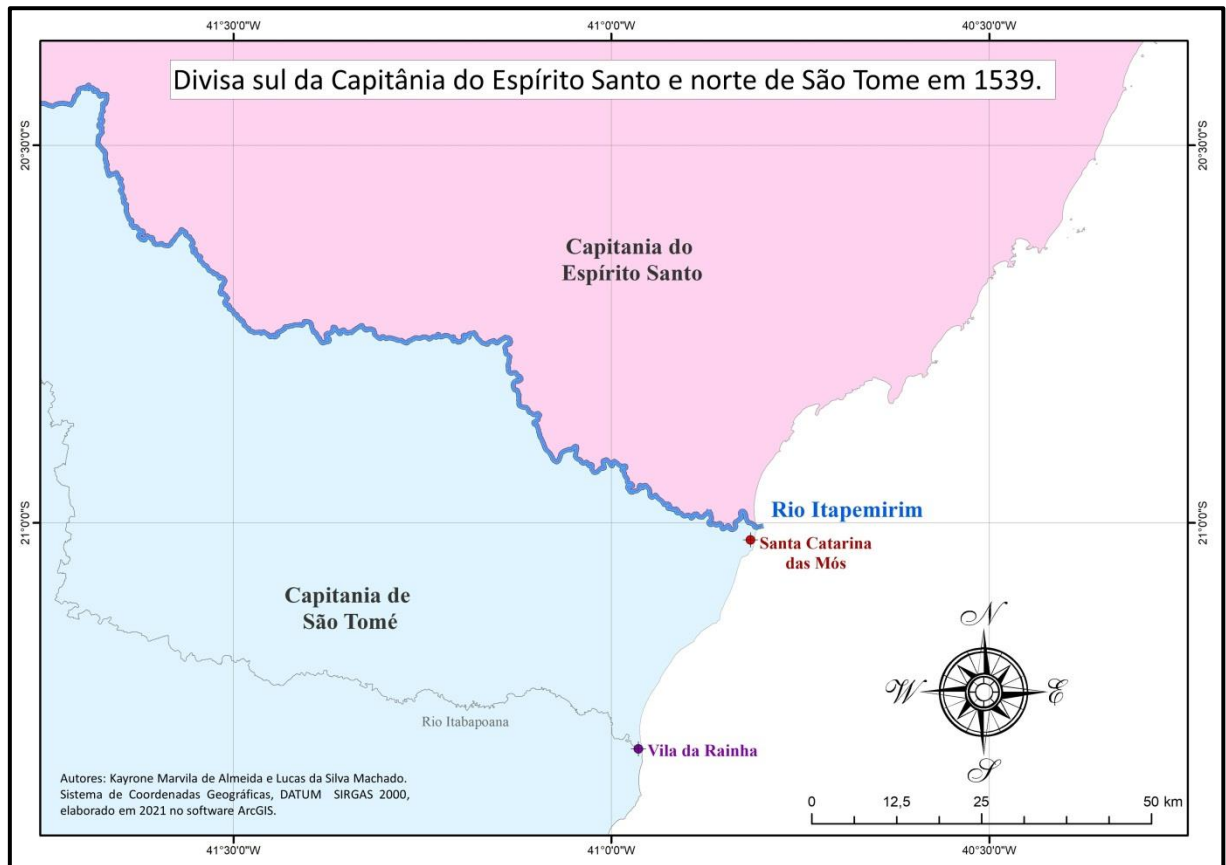 41°30'0"W
41°0'0"W
40°30'0"W
Divisa sul da Capitânia do Espírito Santo e norte de São Tome em 1539.
20°30'0"S
20°30'0"S
Capitania do
Espírito Santo
Rio Itapemirim
21°0'0"S
21°0'0"S
Santa Catarina
das Mós
Capitania de
São Tomé
N
W
E
S
Rio Itabapoana
Vila da Rainha
Autores: Kayrone Marvila de Almeida e Lucas da Silva Machado.
Sistema de Coordenadas Geográficas, DATUM SIRGAS 2000,
elaborado em 2021 no software ArcGIS.
0 12,5 25 50 km
41°30'0"W
41°0'0"W
40°30'0"W